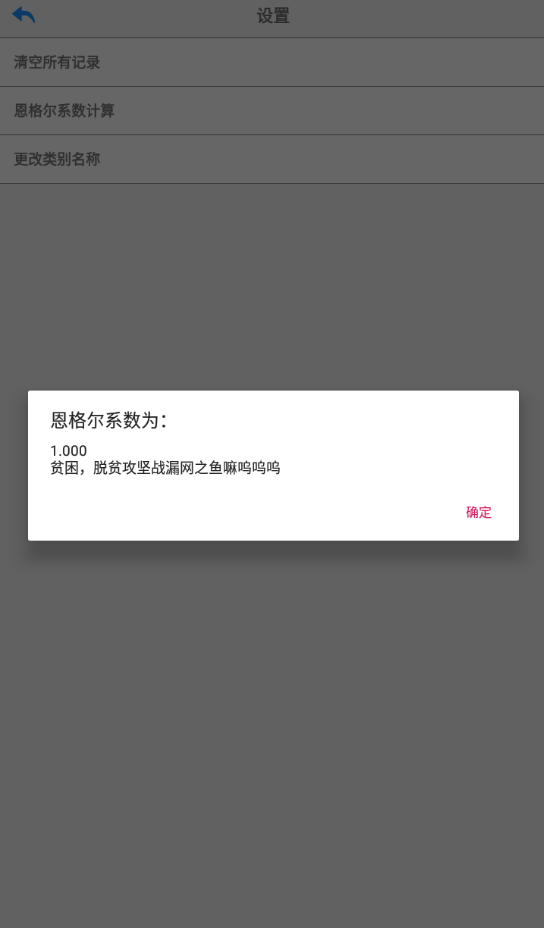 设置
清空所有记录
恩格尔系数计算
更改类别名称
恩格尔系数为：
1.000
贫困，脱贫攻坚战漏网之鱼嘛呜呜呜
确定